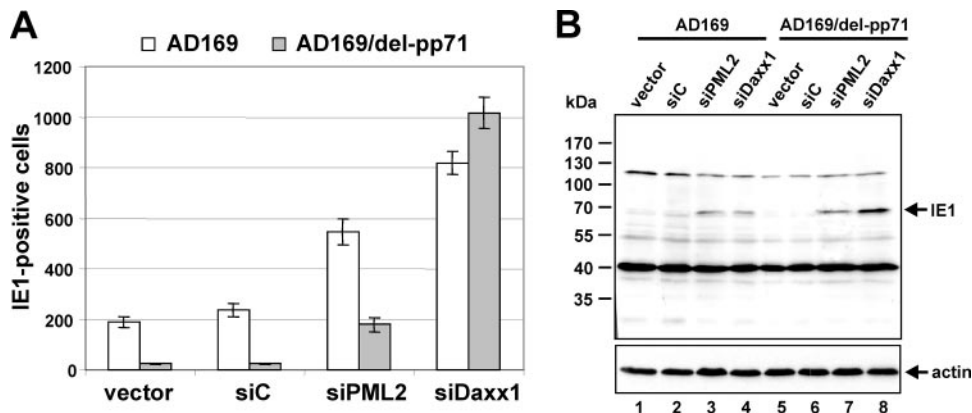 A
AD169 AD169/del-pp71
IE1-positive cells
1200
1000
800
600
400
200
0
vector siC siPML2 siDaxx1
B
AD169 AD169/del-pp71
vector siC siPML2 siDaxx1 vector siC siPML2 siDaxx1
kDa
170
130
100
70
55
40
35
IE1
actin
1 2 3 4 5 6 7 8